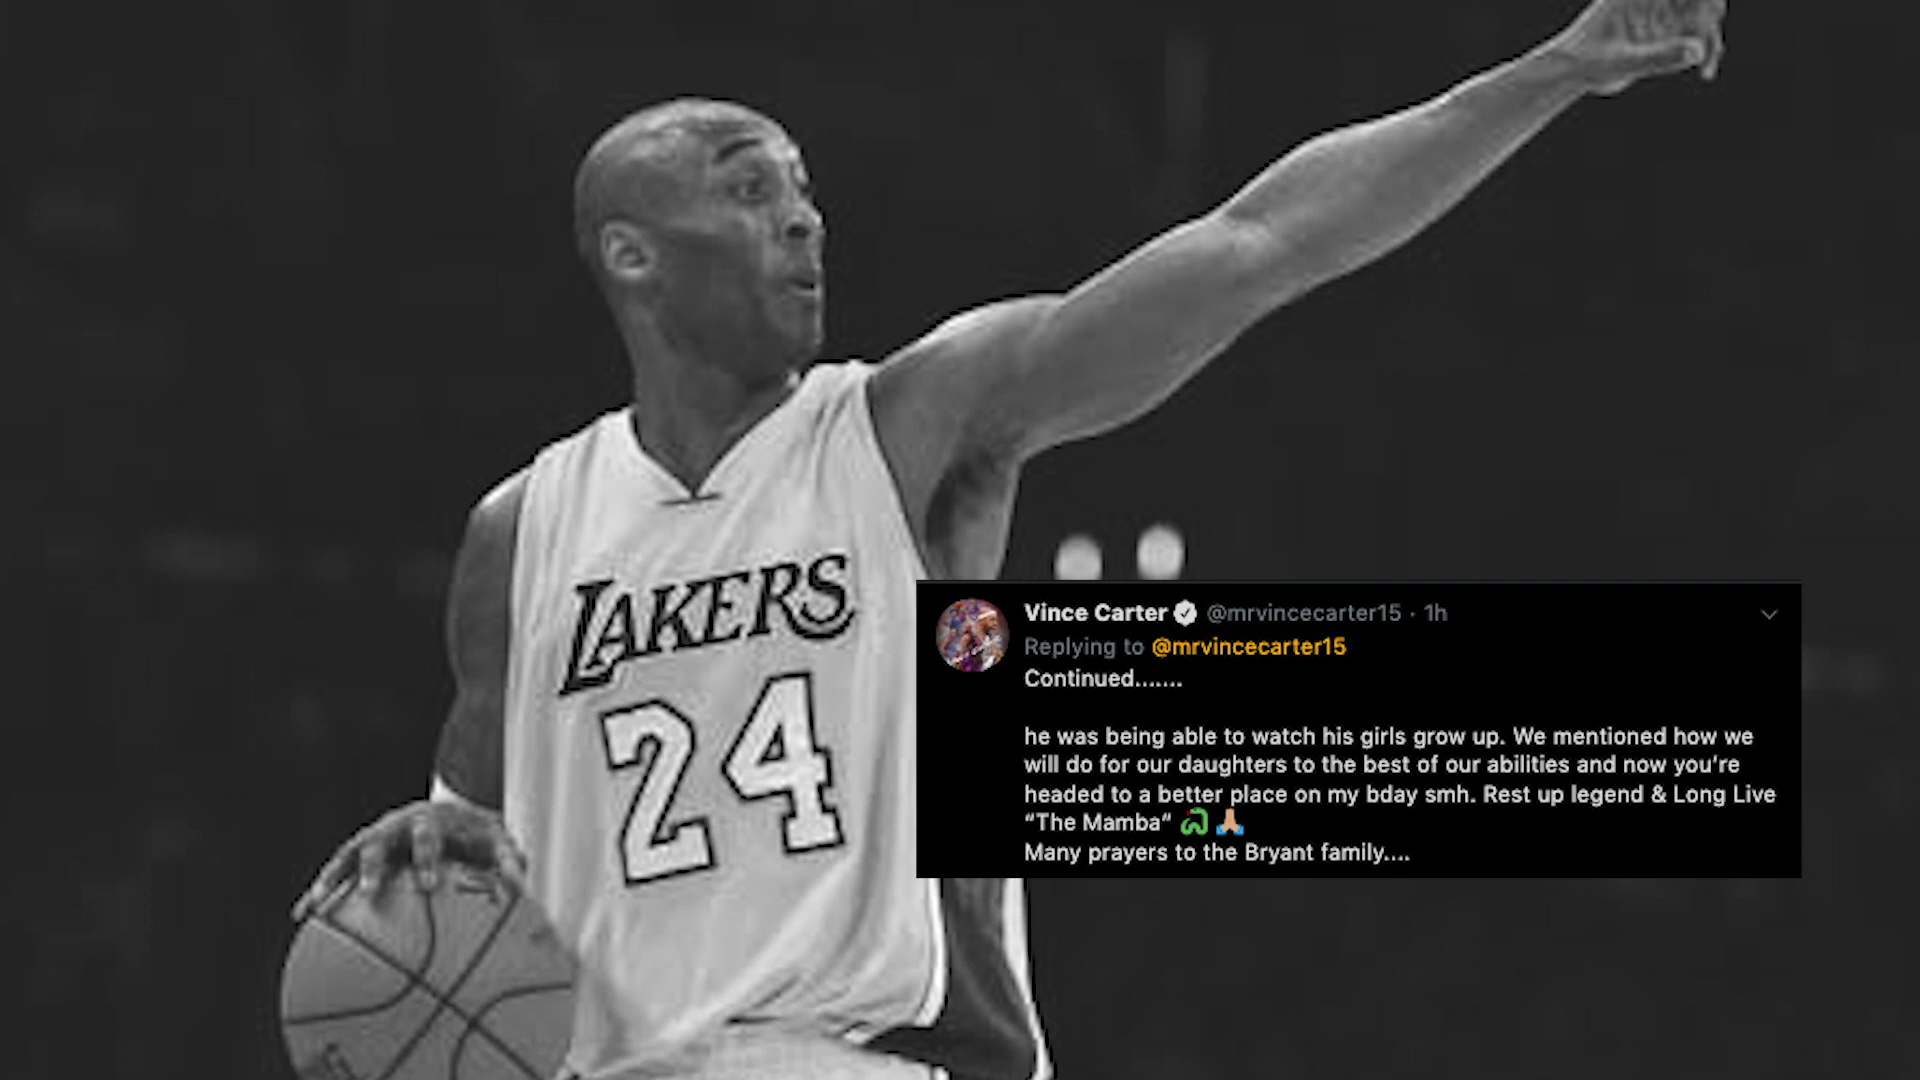 LAKERS
24
Vince Carter @mrvincecarter15 · 1h
Replying to @mrvincecarter15
Continued.......
he was being able to watch his girls grow up. We mentioned how we
will do for our daughters to the best of our abilities and now you're
headed to a better place on my bday smh. Rest up legend & Long Live
“The Mamba” 🐍 🙏🏽
Many prayers to the Bryant family....